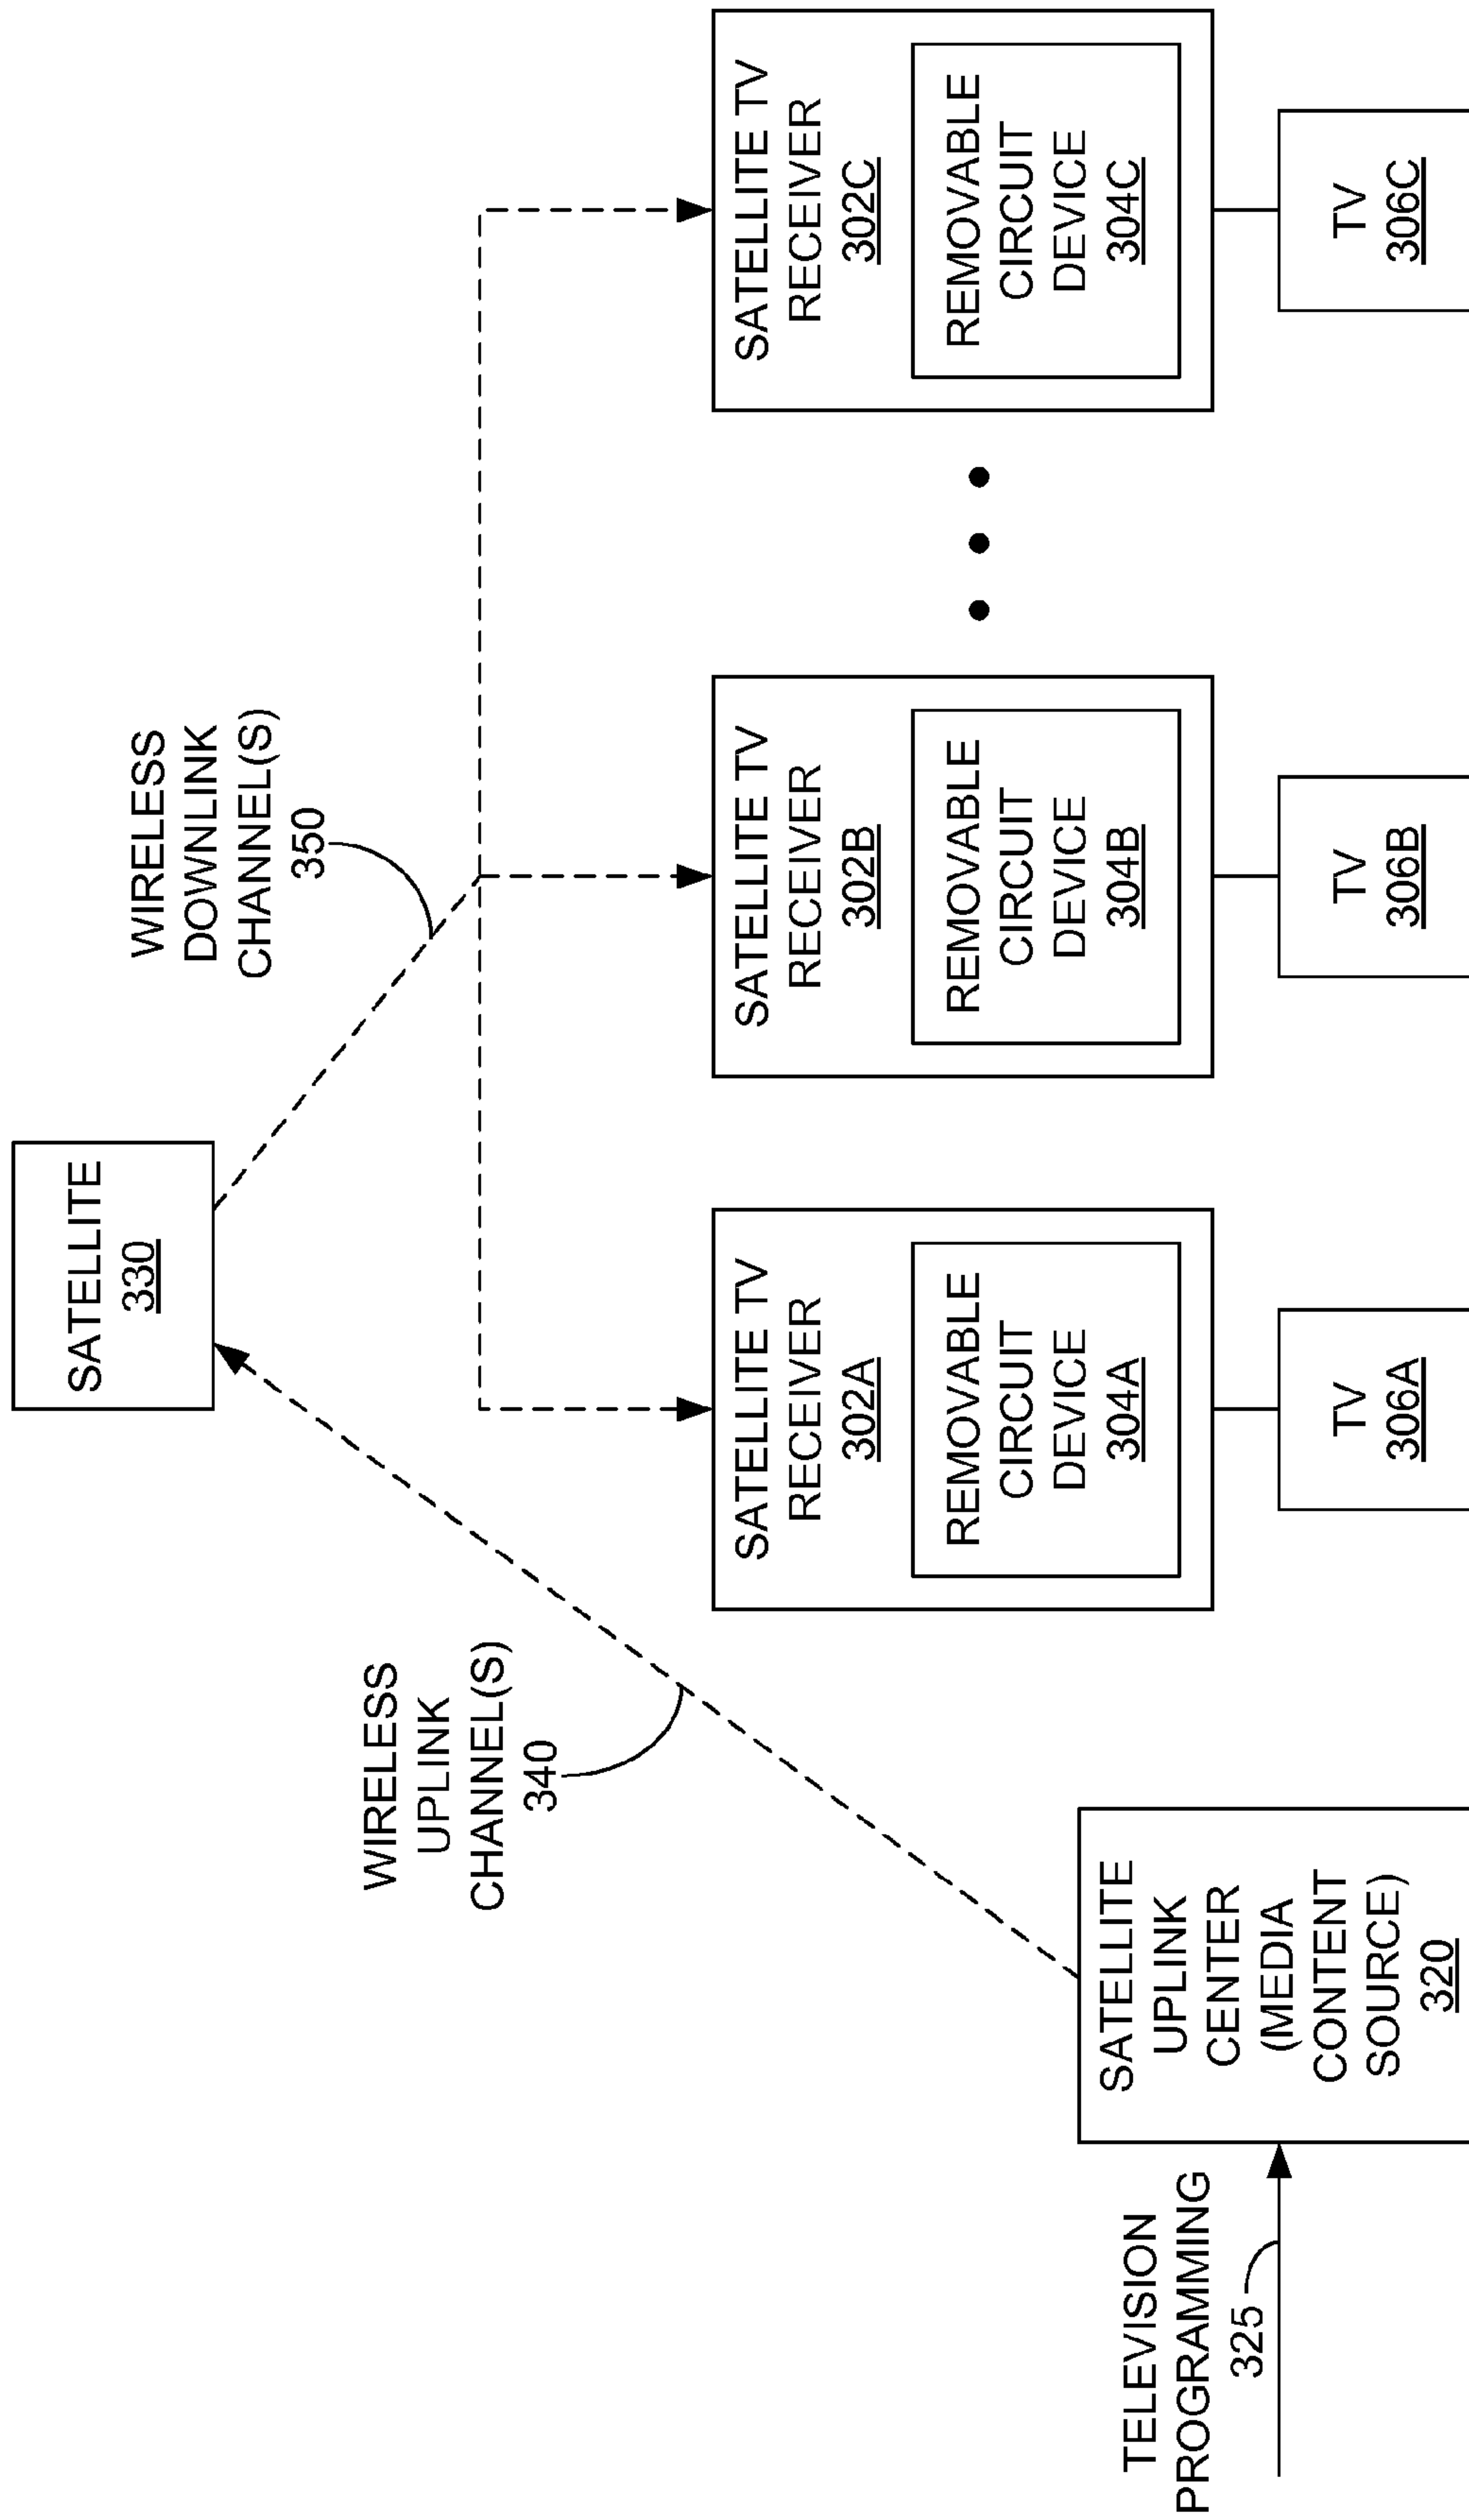 SATELLITE
330
WIRELESS
DOWNLINK
CHANNEL(S)
350
WIRELESS
UPLINK
CHANNEL(S)
340
SATELLITE TV
RECEIVER
302A
REMOVABLE
CIRCUIT
DEVICE
304A
TV
306A
SATELLITE TV
RECEIVER
302B
REMOVABLE
CIRCUIT
DEVICE
304B
TV
306B
SATELLITE TV
RECEIVER
302C
REMOVABLE
CIRCUIT
DEVICE
304C
TV
306C
TELEVISION
PROGRAMMING
325
SATELLITE
UPLINK
CENTER
(MEDIA
CONTENT
SOURCE)
320